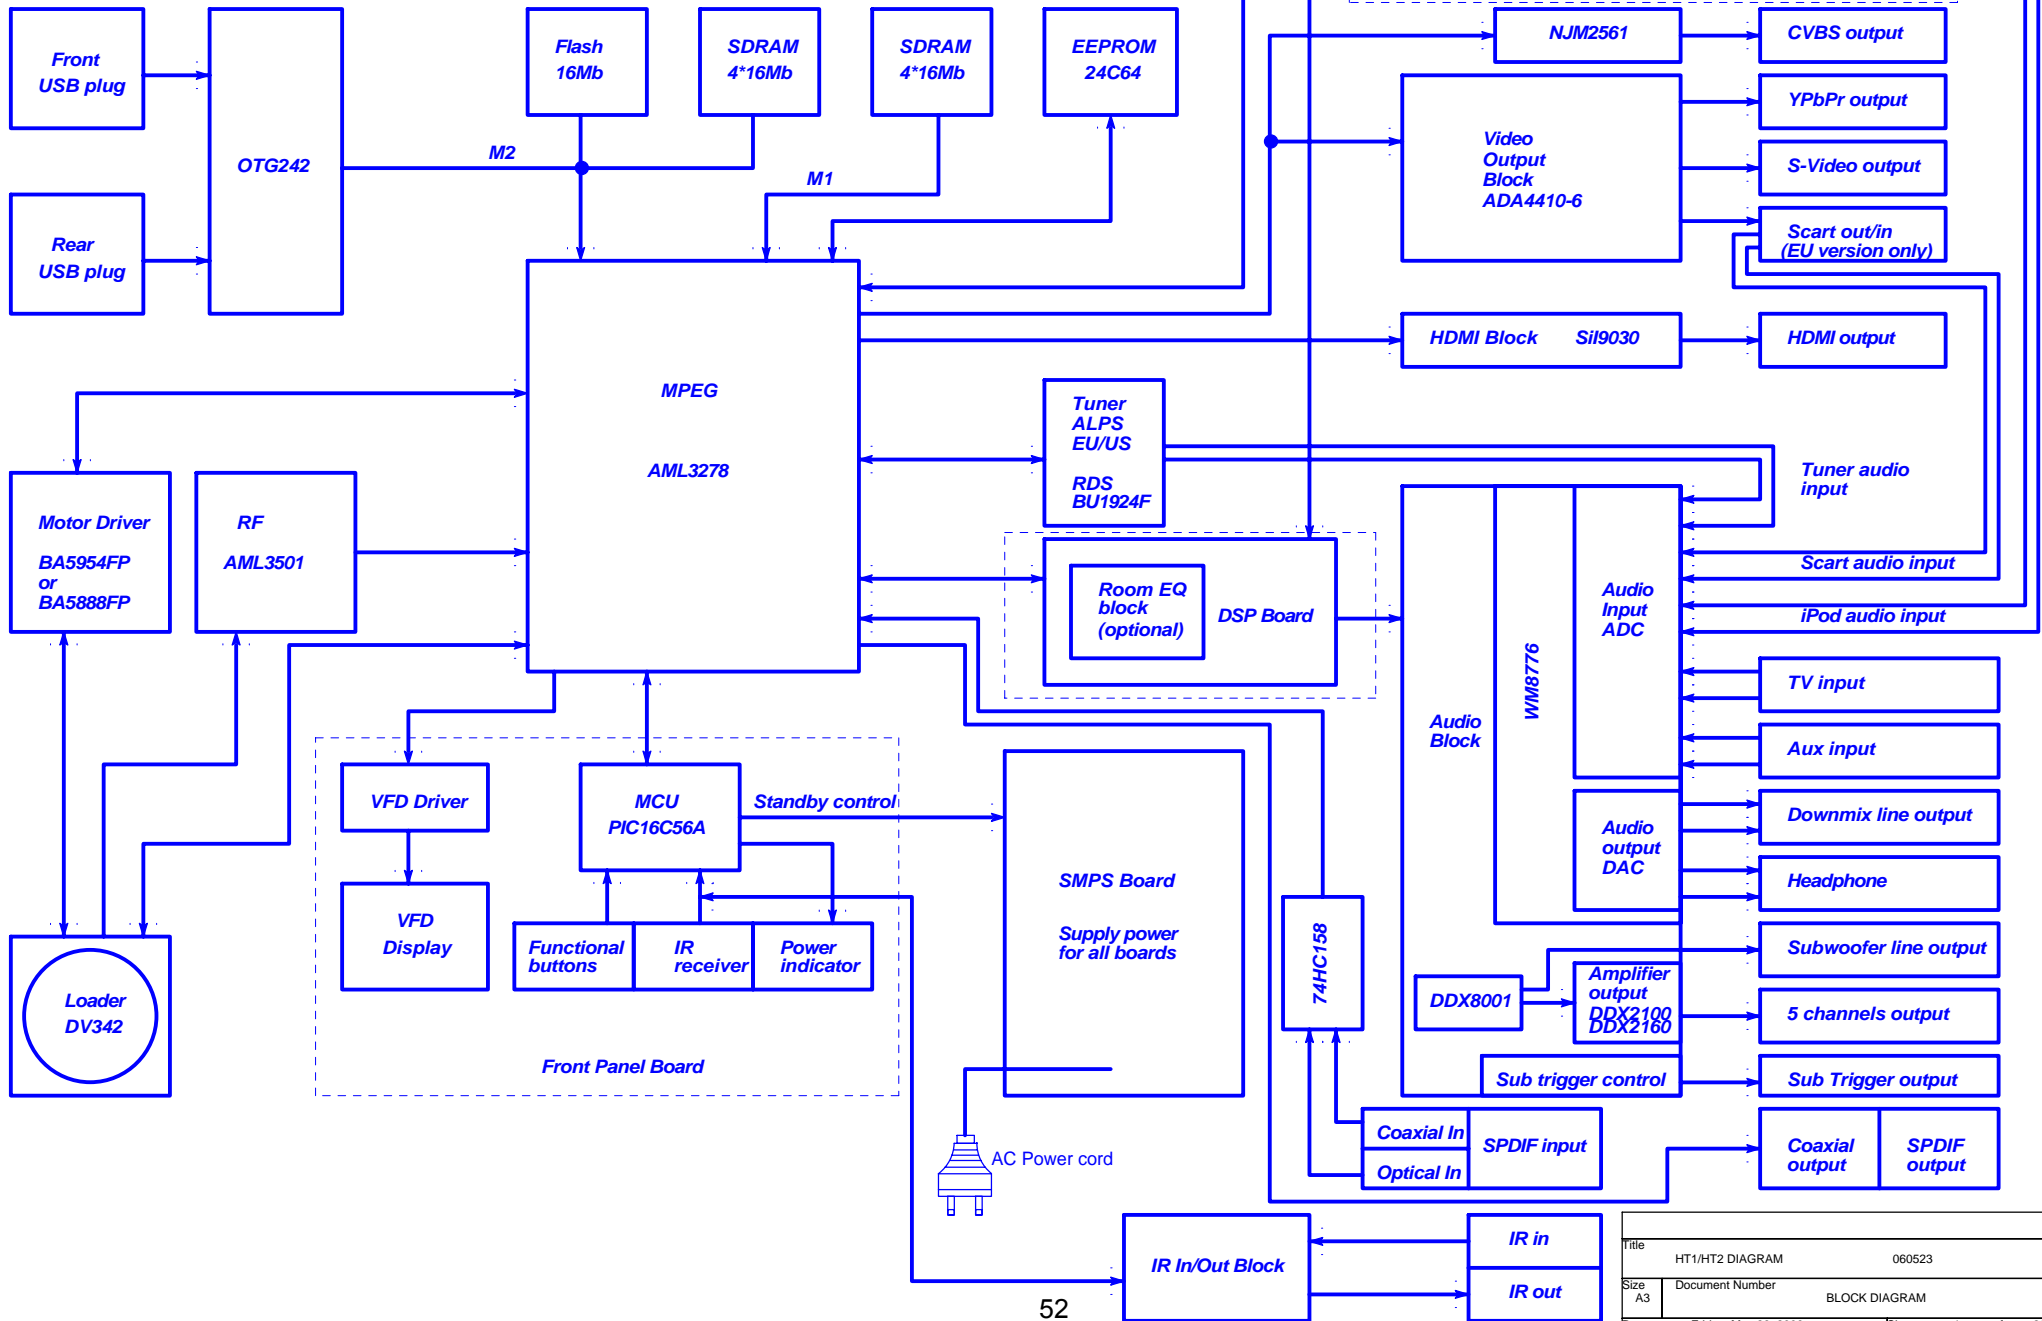 Front
USB plug
OTG242
Rear
USB plug
Flash
16Mb
SDRAM
4*16Mb
SDRAM
4*16Mb
EEPROM
24C64
M2
M1
NJM2561
CVBS output
Video
Output
Block
ADA4410-6
YPbPr output
S-Video output
Scart out/in
(EU version only)
HDMI Block SiI9030
HDMI output
MPEG
AML3278
Tuner
ALPS
EU/US
RDS
BU1924F
Tuner audio
input
Motor Driver
BA5954FP
or
BA5888FP
RF
AML3501
Room EQ
block
(optional)
DSP Board
Audio
Block
WM8776
Audio
Input
ADC
Scart audio input
iPod audio input
TV input
Aux input
Audio
output
DAC
Downmix line output
Headphone
Subwoofer line output
DDX8001
Amplifier
output
DDX2100
DDX2160
5 channels output
Sub trigger control
Sub Trigger output
VFD Driver
VFD
Display
MCU
PIC16C56A
Standby control
Functional
buttons
IR
receiver
Power
indicator
Front Panel Board
Loader
DV342
SMPS Board
Supply power
for all boards
74HC158
AC Power cord
Coaxial In
Optical In
SPDIF input
Coaxial
output
SPDIF
output
IR In/Out Block
IR in
IR out
Title
HT1/HT2 DIAGRAM 060523
Size
A3
Document Number
BLOCK DIAGRAM
52